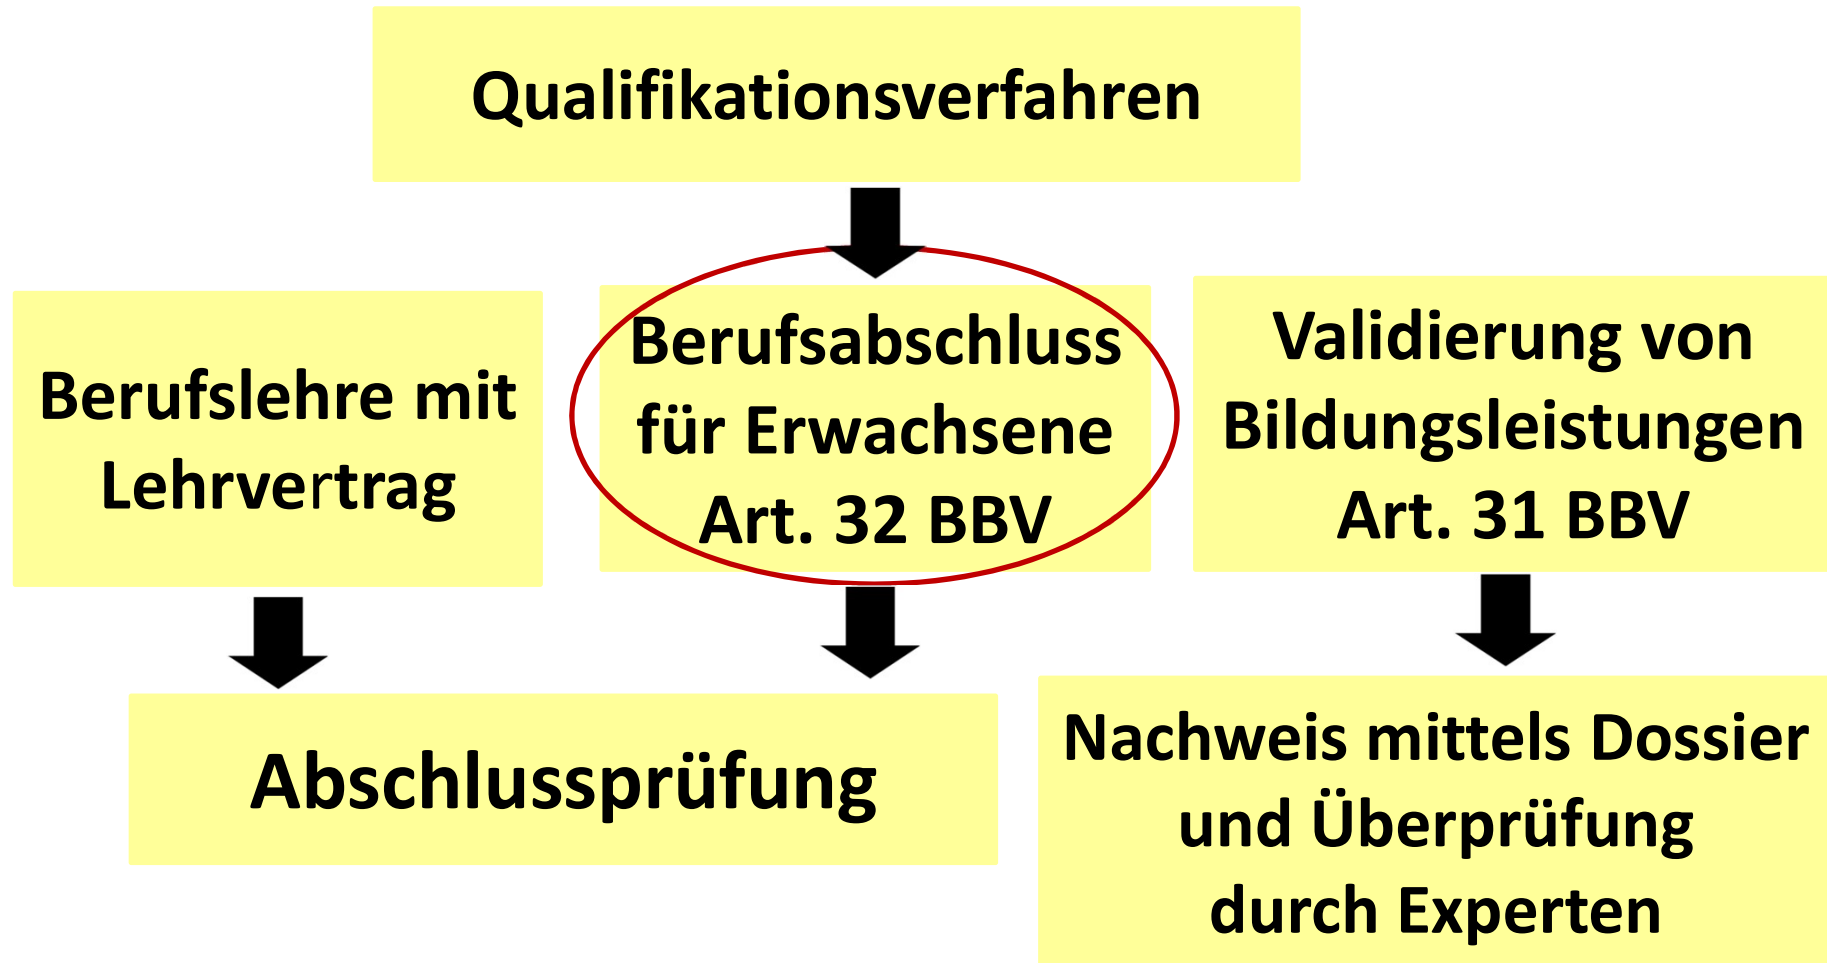 Qualifikationsverfahren
Berufslehre mit
Lehrvertrag
Berufsabschluss
für Erwachsene
Art. 32 BBV
Validierung von
Bildungsleistungen
Art. 31 BBV
Abschlussprüfung
Nachweis mittels Dossier
und Überprüfung
durch Experten